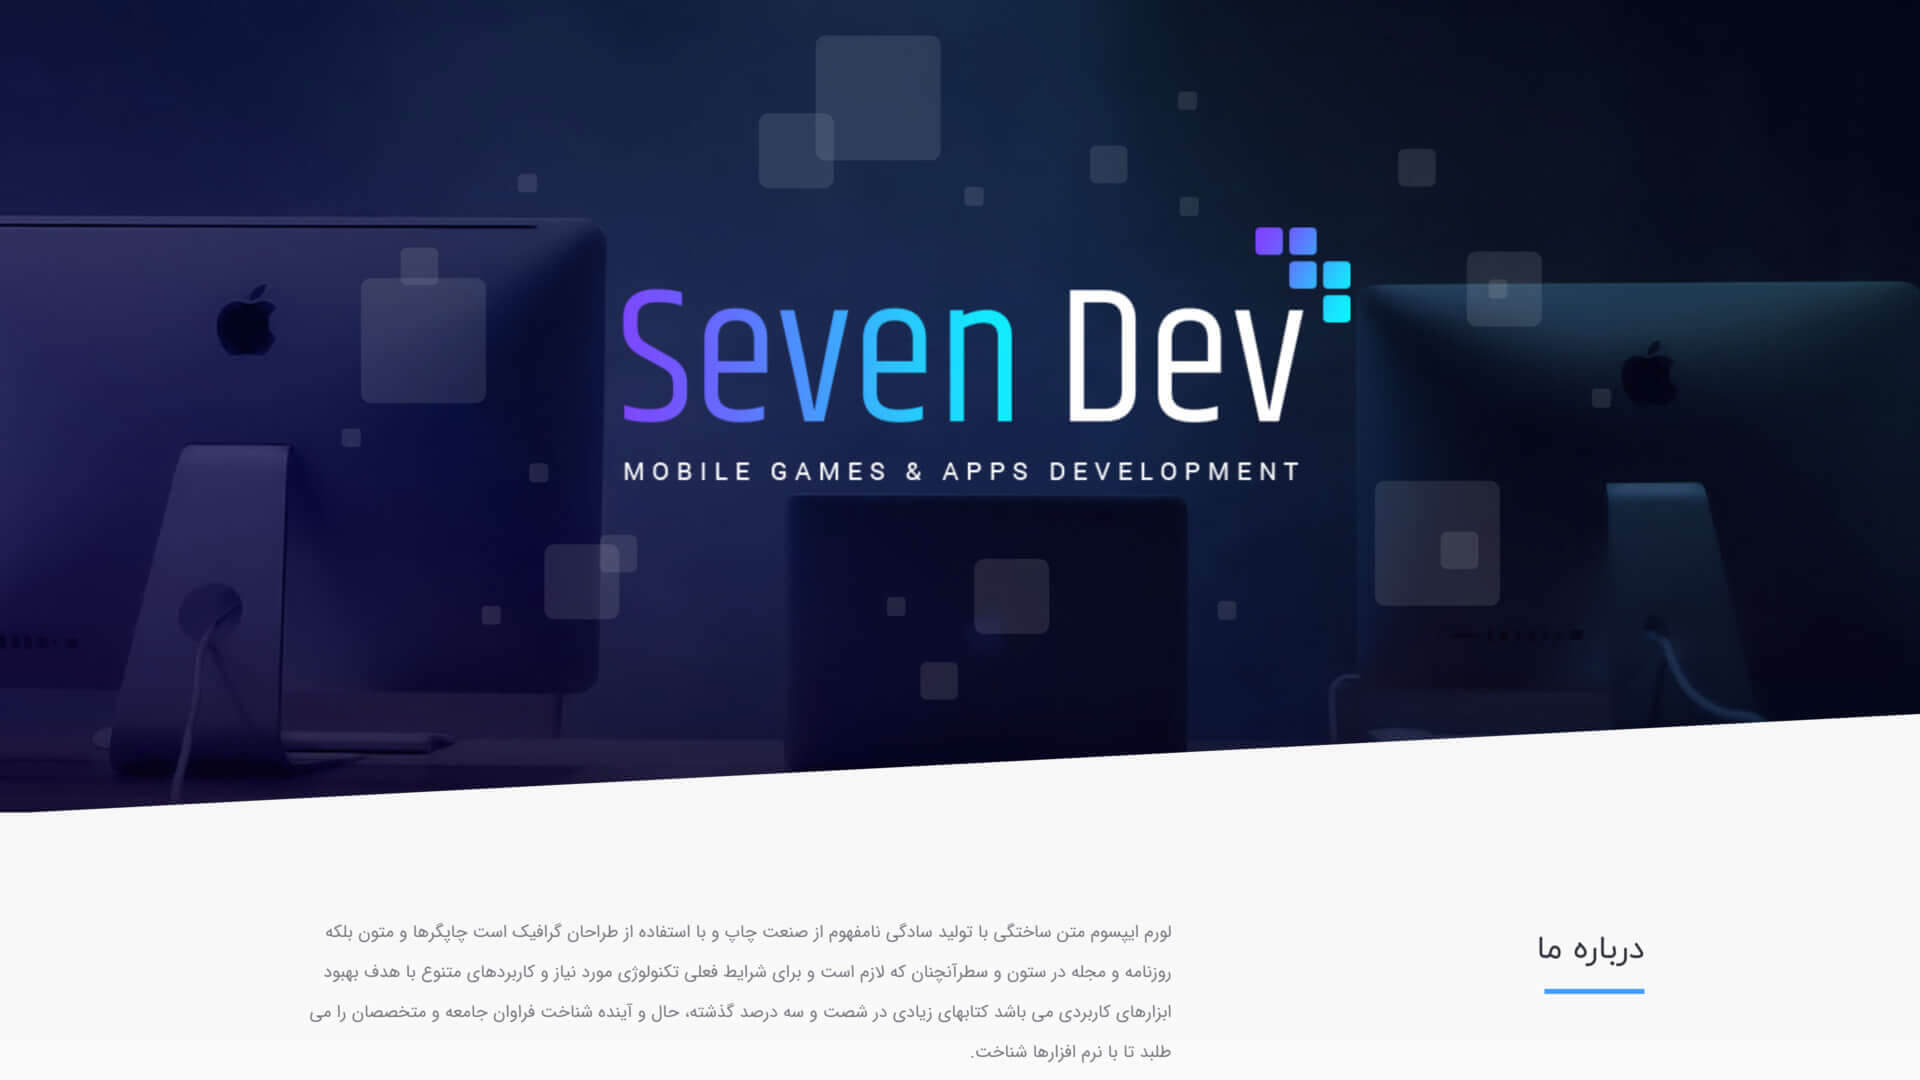 Seven Dev
MOBILE GAMES & APPS DEVELOPMENT
درباره ما
لورم ایپسوم متن ساختگی با تولید سادگی نامفهوم از صنعت چاپ و با استفاده از طراحان گرافیک است چاپگرها و متون بلکه
روزنامه و مجله در ستون و سطرآنچنان که لازم است و برای شرایط فعلی تکنولوژی مورد نیاز و کاربردهای متنوع با هدف بهبود
ابزارهای کاربردی می باشد کتابهای زیادی در شصت و سه درصد گذشته، حال و آینده شناخت فراوان جامعه و متخصصان را می
طلبد تا با نرم افزارها شناخت.